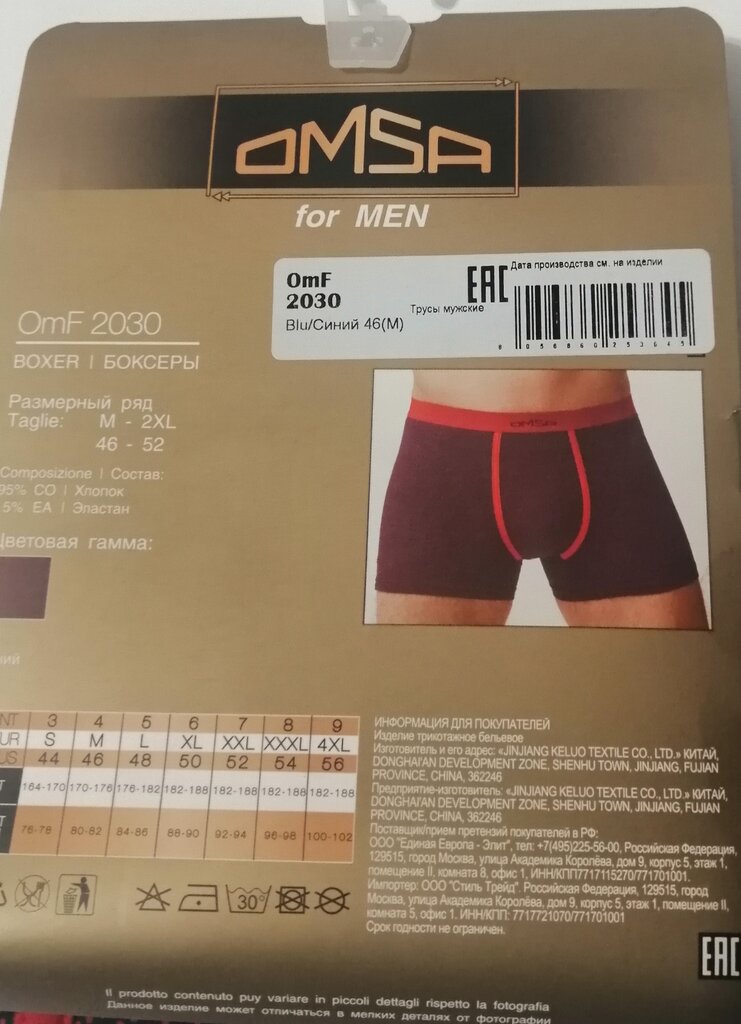 OMSA
for MEN
OmF
2030
Blu/Синий 46(M)
Трусы мужские
EAC
Дата производства см. на изделии
8 056860 253645
OmF 2030
BOXER | БОКСЕРЫ
Размерный ряд
Taglie: M - 2XL
46 - 52
Composizione | Состав:
95% CO | Хлопок
5% EA | Эластан
Цветовая гамма:
OMSA
NT 3 4 5 6 7 8 9
UR S M L XL XXL XXXL 4XL
US 44 46 48 50 52 54 56
T 164-170 170-176 176-182 182-188 182-188 182-188 182-188
T 76-78 80-82 84-86 88-90 92-94 96-98 100-102
30°
ИНФОРМАЦИЯ ДЛЯ ПОКУПАТЕЛЕЙ
Изделие трикотажное бельевое
Изготовитель и его адрес: «JINJIANG KELUO TEXTILE CO., LTD.» КИТАЙ,
DONGHAI'AN DEVELOPMENT ZONE, SHENHU TOWN, JINJIANG, FUJIAN
PROVINCE, CHINA, 362246
Предприятие-изготовитель: «JINJIANG KELUO TEXTILE CO., LTD.» КИТАЙ,
DONGHAI'AN DEVELOPMENT ZONE, SHENHU TOWN, JINJIANG, FUJIAN
PROVINCE, CHINA, 362246
Поставщик/прием претензий покупателей в РФ:
ООО "Единая Европа - Элит", тел: +7(495)225-56-00, Российская Федерация,
129515, город Москва, улица Академика Королёва, дом 9, корпус 5, этаж 1,
помещение II, комната 8, офис 1. ИНН/КПП7717115270/771701001.
Импортер: ООО "Стиль Трейд". Российская Федерация, 129515, город
Москва, улица Академика Королёва, дом 9, корпус 5, этаж 1, помещение II,
комната 5, офис 1. ИНН/КПП: 7717721070/771701001
Срок годности не ограничен.
EAC
Il prodotto contenuto puy variare in piccoli dettagli rispetto la fotografia
Данное изделие может отличаться в мелких деталях от фотографии